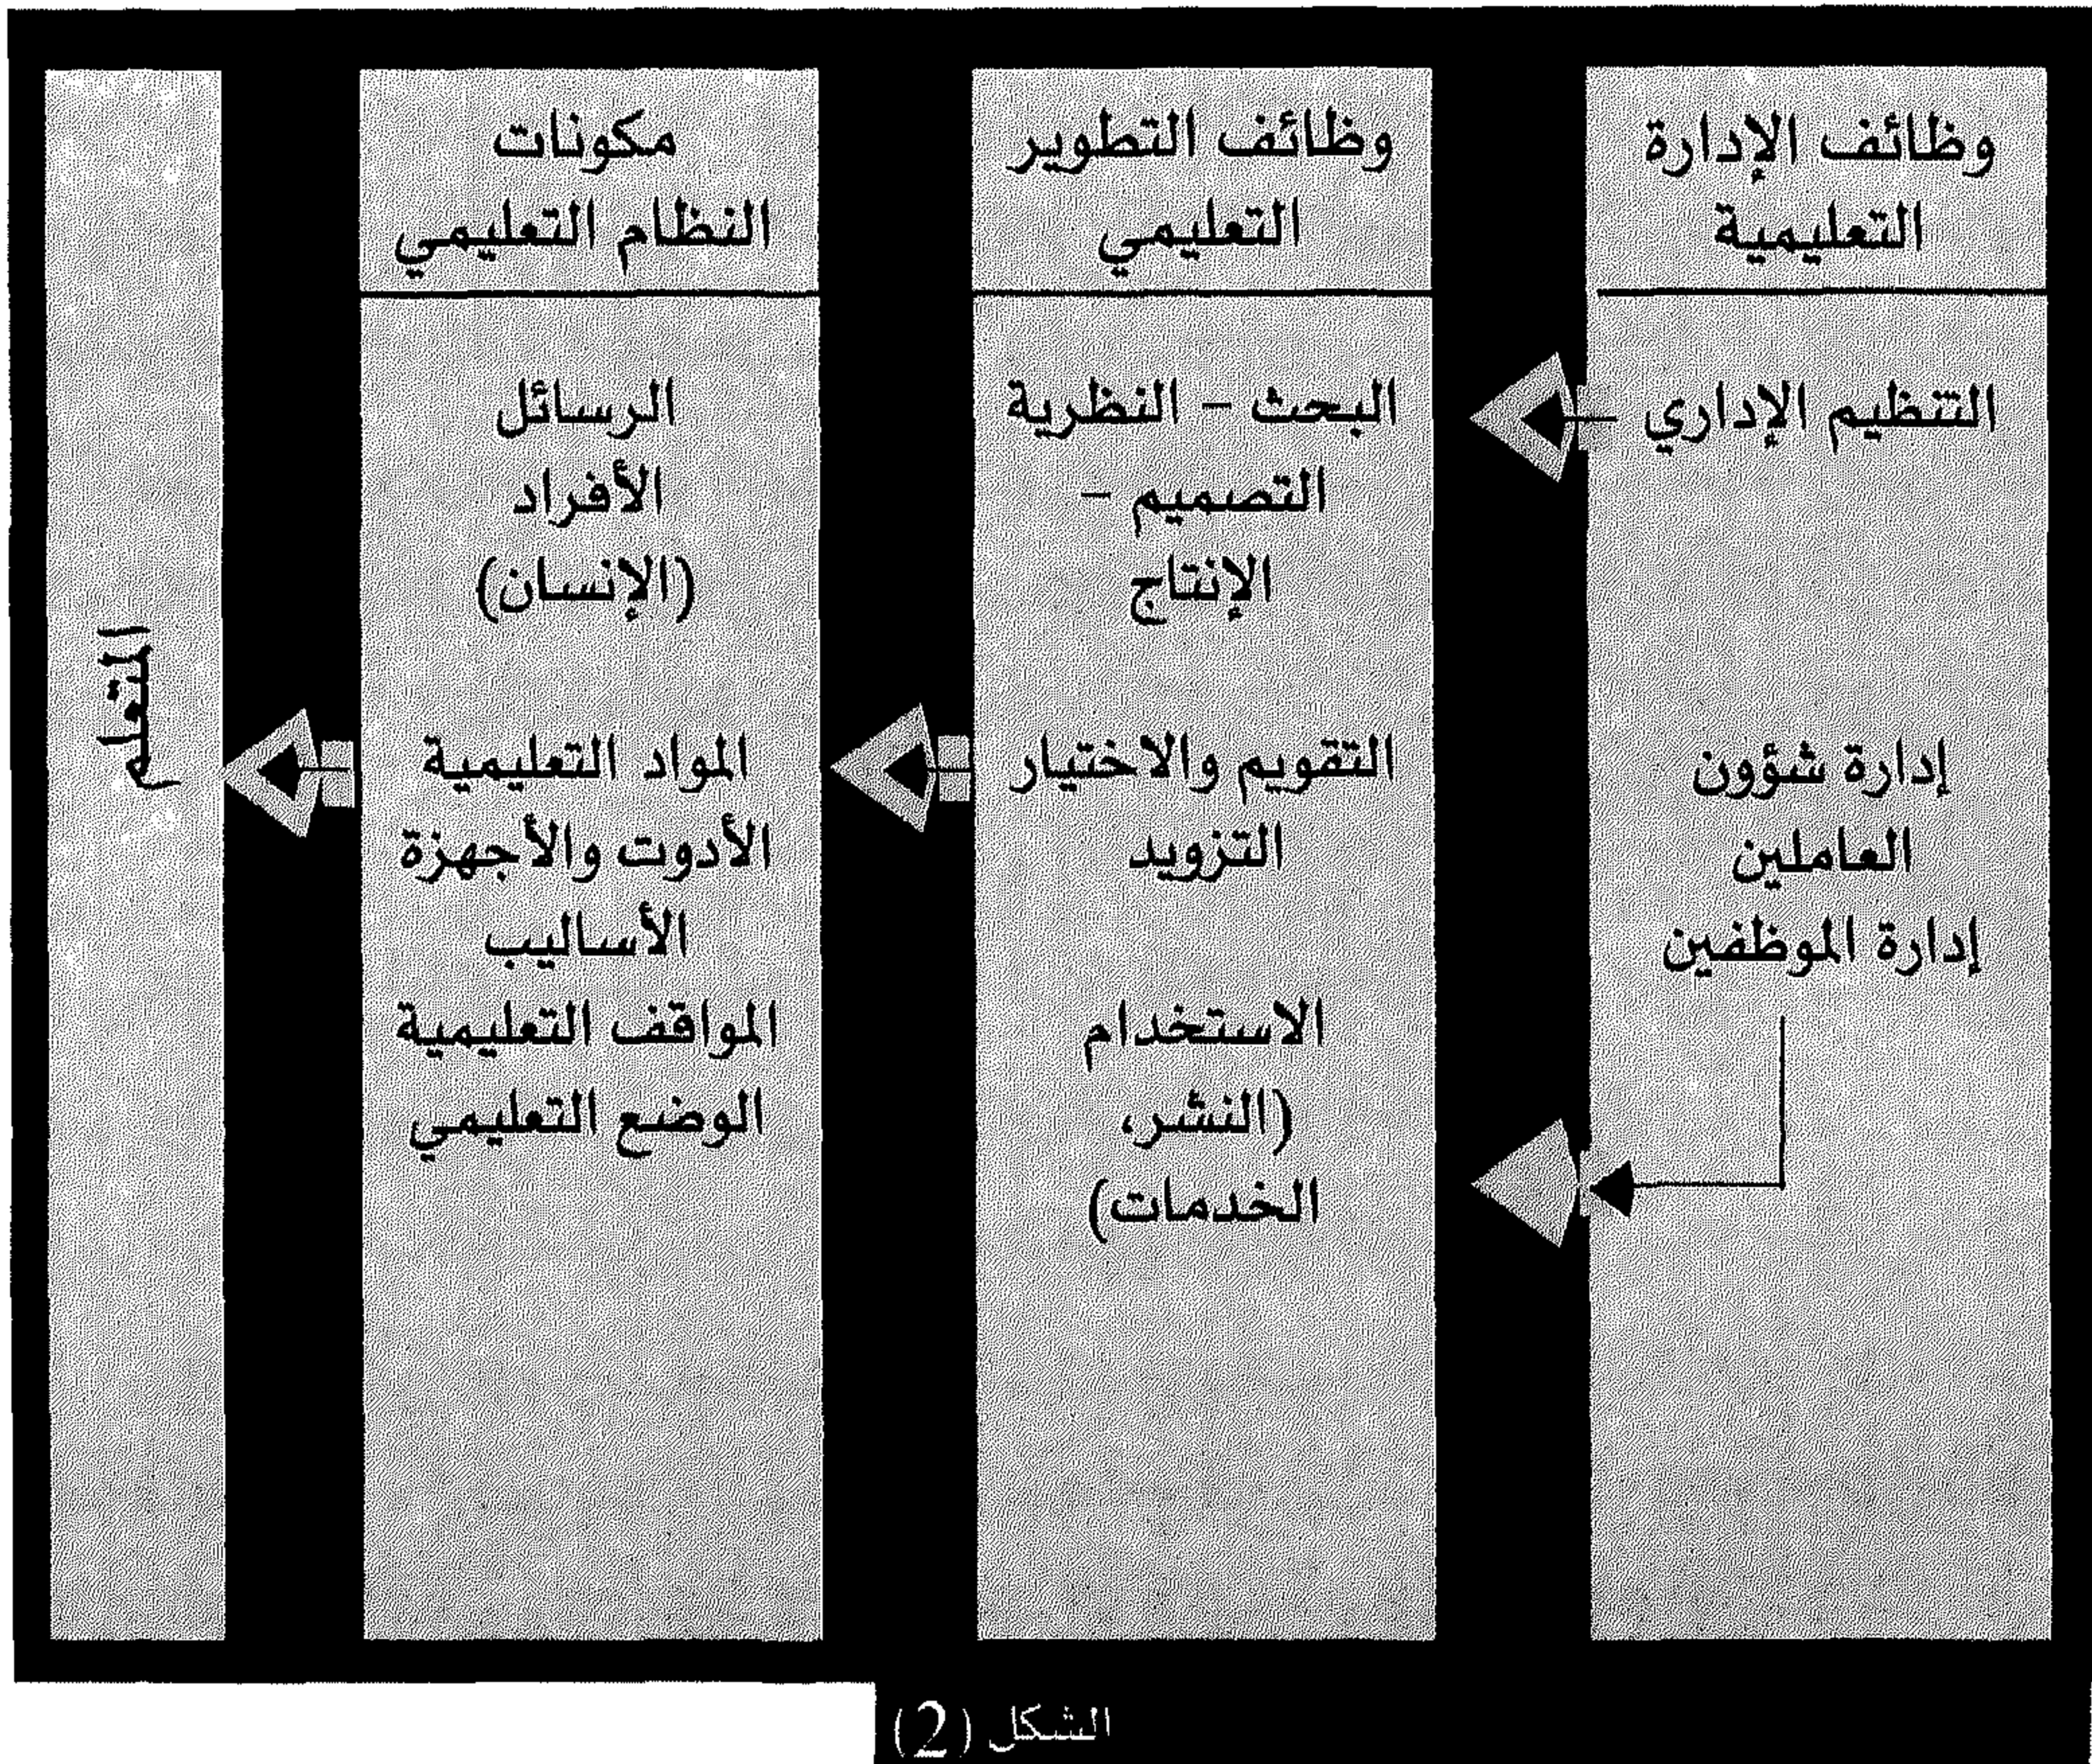 وظائف الإدارة
التعليمية
التنظيم الإداري
إدارة شؤون
العاملين
إدارة الموظفين
وظائف التطوير
التعليمي
البحث - النظرية
التصميم -
الإنتاج
التقويم والاختيار
التزويد
الاستخدام
(النشر،
الخدمات)
مكونات
النظام التعليمي
الرسائل
الأفراد
(الإنسان)
المواد التعليمية
الأدوت والأجهزة
الأساليب
المواقف التعليمية
الوضع التعليمي
المتعلم
الشكل (2)